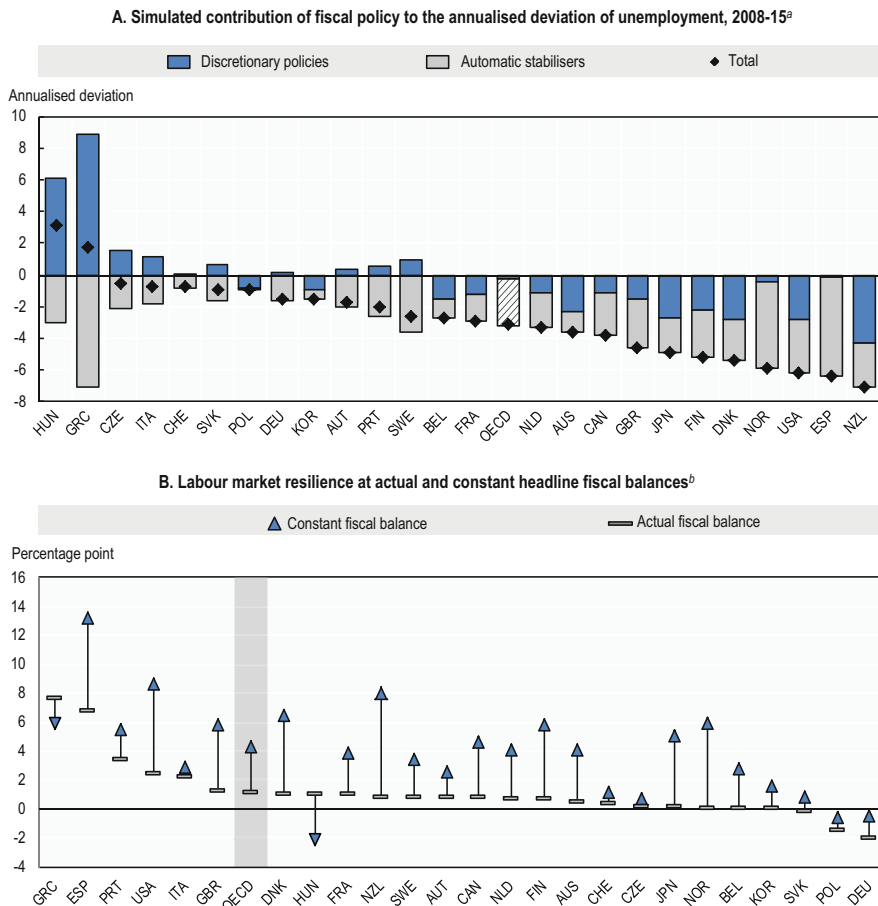 A. Simulated contribution of fiscal policy to the annualised deviation of unemployment, 2008-15a
Discretionary policies Automatic stabilisers Total
Annualised deviation
10
8
6
4
2
0
-2
-4
-6
-8
HUN GRC CZE ITA CHE SVK POL DEU KOR AUT PRT SWE BEL FRA OECD NLD AUS CAN GBR JPN FIN DNK NOR USA ESP NZL
B. Labour market resilience at actual and constant headline fiscal balancesb
Constant fiscal balance Actual fiscal balance
Percentage point
16
14
12
10
8
6
4
2
0
-2
-4
GRC ESP PRT USA ITA GBR OECD DNK HUN FRA NZL SWE AUT CAN NLD FIN AUS CHE CZE JPN NOR BEL KOR SVK POL DEU